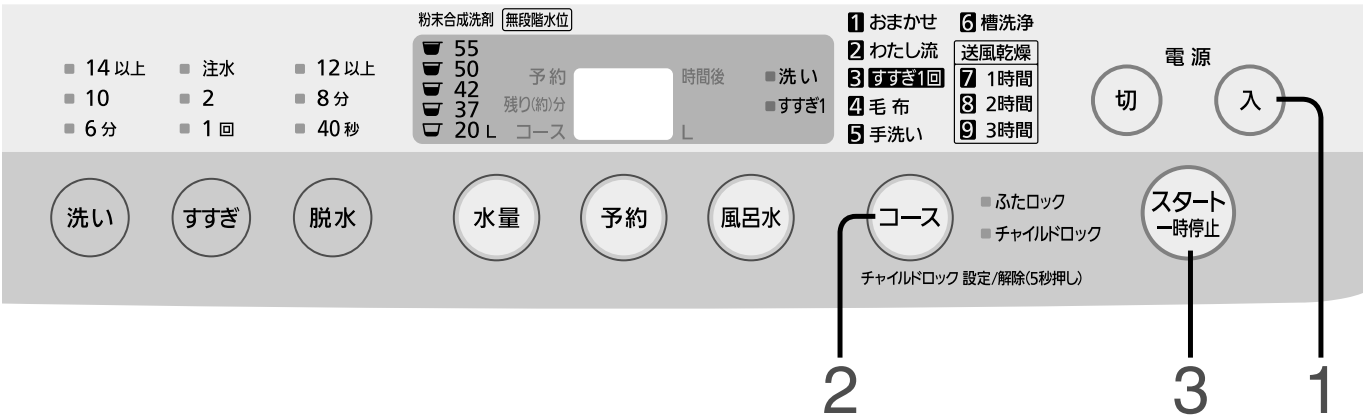 14以上
10
6分
注水
2
1回
12以上
8分
40秒
粉末合成洗剤 無段階水位
55
50
42
37
20 L
予約 時間後
残り(約)分
コース L
洗い
すすぎ1
1 おまかせ
2 わたし流
3 すすぎ1回
4 毛布
5 手洗い
6 槽洗浄
送風乾燥
7 1時間
8 2時間
9 3時間
電源
切 入
洗い すすぎ 脱水 水量 予約 風呂水 コース
ふたロック
チャイルドロック
スタート
一時停止
チャイルドロック 設定/解除(5秒押し)
2 3 1